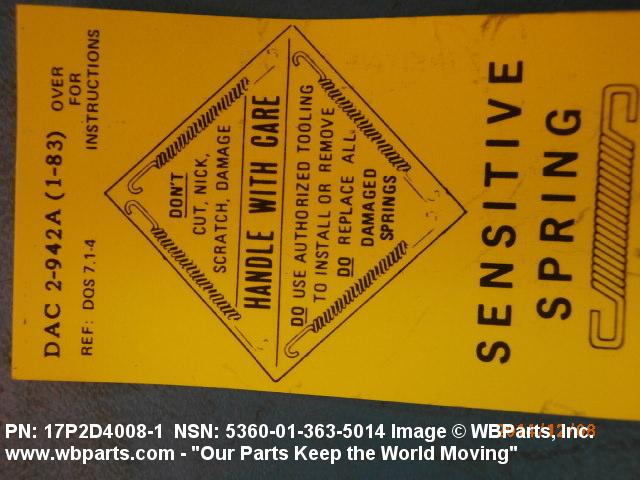 SENSITIVE
SPRING
DON'T
CUT, NICK,
SCRATCH, DAMAGE
HANDLE WITH CARE
DO USE AUTHORIZED TOOLING
TO INSTALL OR REMOVE
DO REPLACE ALL
DAMAGED
SPRINGS
DAC 2-942A (1-83)
REF: DQS 7.1-4
OVER
FOR
INSTRUCTIONS
PN: 17P2D4008-1 NSN: 5360-01-363-5014 Image © WBParts, Inc.
www.wbparts.com - "Our Parts Keep the World Moving"